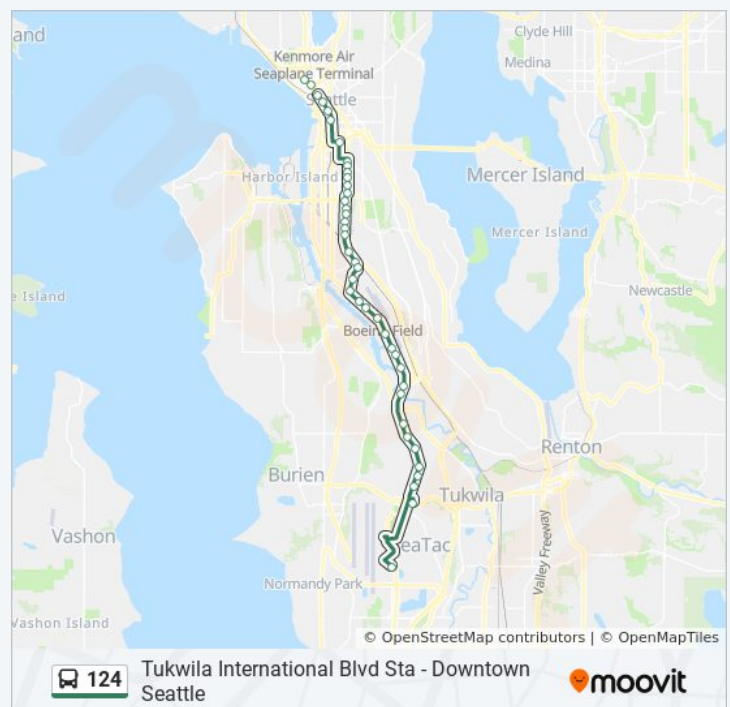 and
Clyde Hill
Medina
Kenmore Air
Seaplane Terminal
Seattle
Harbor Island
Mercer Island
Mercer Island
e Island
Newcastle
Boeing Field
Renton
Burien
Tukwila
Vashon
SeaTac
Valley Freeway
Normandy Park
Vashon Island
© OpenStreetMap contributors | © OpenMapTiles
124
Tukwila International Blvd Sta - Downtown
Seattle
moovit